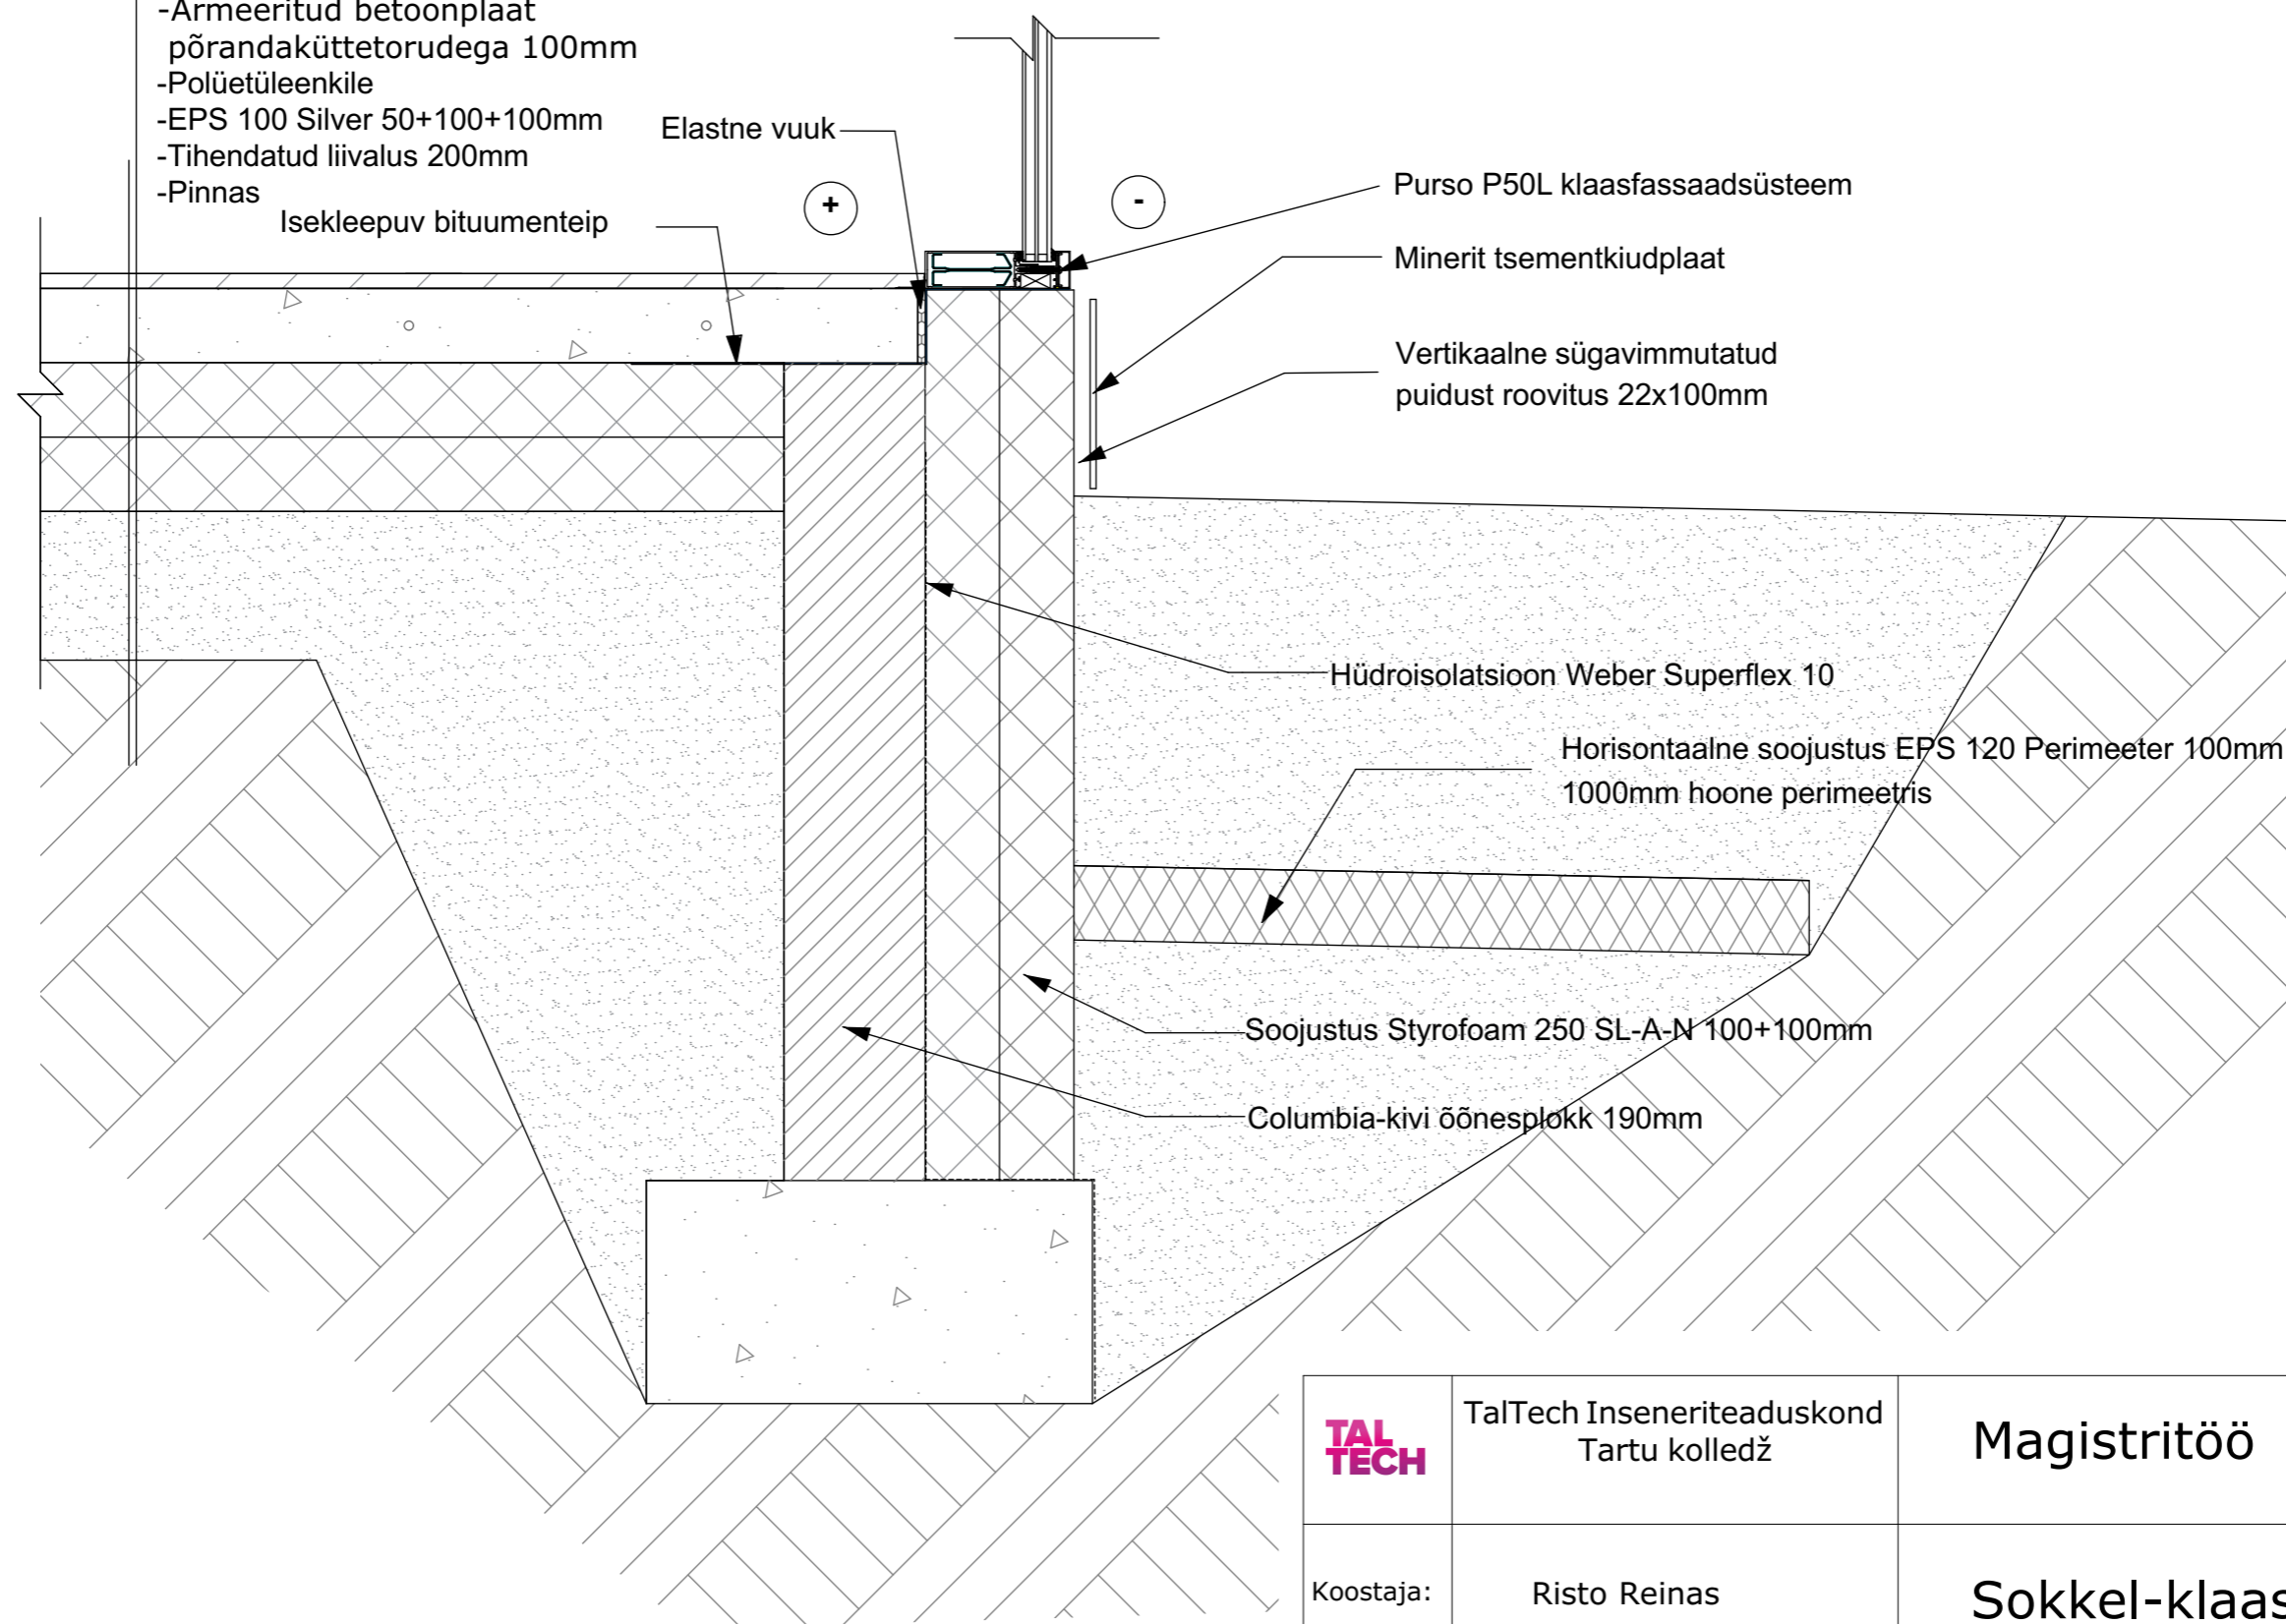 -Armeeritud betoonplaat
põrandaküttetorudega 100mm
-Polüetüleenkile
-EPS 100 Silver 50+100+100mm
-Tihendatud liivalus 200mm
-Pinnas
Elastne vuuk
Isekleepuv bituumenteip
+
-
Purso P50L klaasfassaadsüsteem
Minerit tsementkiudplaat
Vertikaalne sügavimmutatud
puidust roovitus 22x100mm
Hüdroisolatsioon Weber Superflex 10
Horisontaalne soojustus EPS 120 Perimeeter 100mm
1000mm hoone perimeetris
Soojustus Styrofoam 250 SL-A-N 100+100mm
Columbia-kivi õõnesplokk 190mm
TAL
TECH
TalTech Inseneriteaduskond
Tartu kolledž
Magistritöö
Koostaja:
Risto Reinas
Sokkel-klaas